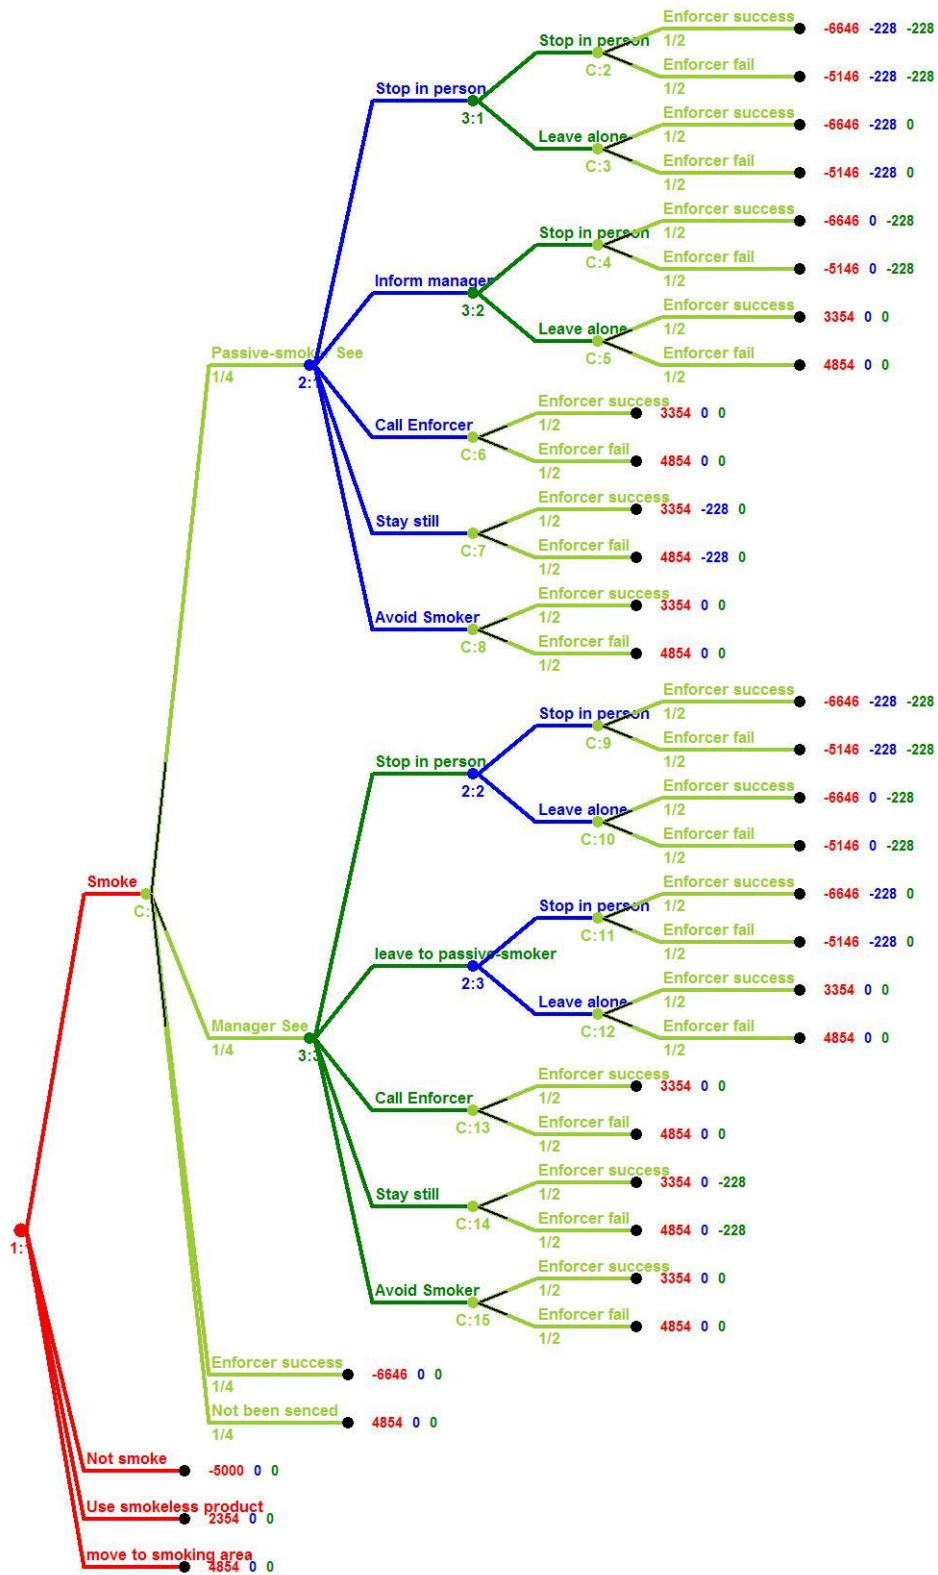 Enforcer success
-6646 -228 -228
1/2
Stop in person
C:2
Enforcer fail
-5146 -228 -228
1/2
Stop in person
3:1
Enforcer success
-6646 -228 0
1/2
Leave alone
C:3
Enforcer fail
-5146 -228 0
1/2
Enforcer success
-6646 0 -228
1/2
Stop in person
C:4
Enforcer fail
-5146 0 -228
1/2
Inform manager
3:2
Enforcer success
3354 0 0
1/2
Leave alone
C:5
Enforcer fail
4854 0 0
1/2
Passive-smoker See
1/4
Enforcer success
3354 0 0
1/2
Call Enforcer
C:6
Enforcer fail
4854 0 0
1/2
Enforcer success
3354 -228 0
1/2
Stay still
C:7
Enforcer fail
4854 -228 0
1/2
Enforcer success
3354 0 0
1/2
Avoid Smoker
C:8
Enforcer fail
4854 0 0
1/2
Enforcer success
-6646 -228 -228
1/2
Stop in person
C:9
Enforcer fail
-5146 -228 -228
1/2
Stop in person
2:2
Enforcer success
-6646 0 -228
1/2
Leave alone
C:10
Enforcer fail
-5146 0 -228
1/2
Smoke
Enforcer success
-6646 -228 0
1/2
Stop in person
C:11
Enforcer fail
-5146 -228 0
1/2
leave to passive-smoker
2:3
Enforcer success
3354 0 0
1/2
Leave alone
C:12
Enforcer fail
4854 0 0
1/2
Manager See
1/4
3:3
Enforcer success
3354 0 0
1/2
Call Enforcer
C:13
Enforcer fail
4854 0 0
1/2
Enforcer success
3354 0 -228
1/2
Stay still
C:14
Enforcer fail
4854 0 -228
1/2
Enforcer success
3354 0 0
1/2
Avoid Smoker
C:15
Enforcer fail
4854 0 0
1/2
Enforcer success
-6646 0 0
1/4
Not been senced
4854 0 0
1/4
Not smoke
-5000 0 0
Use smokeless product
2354 0 0
move to smoking area
4854 0 0